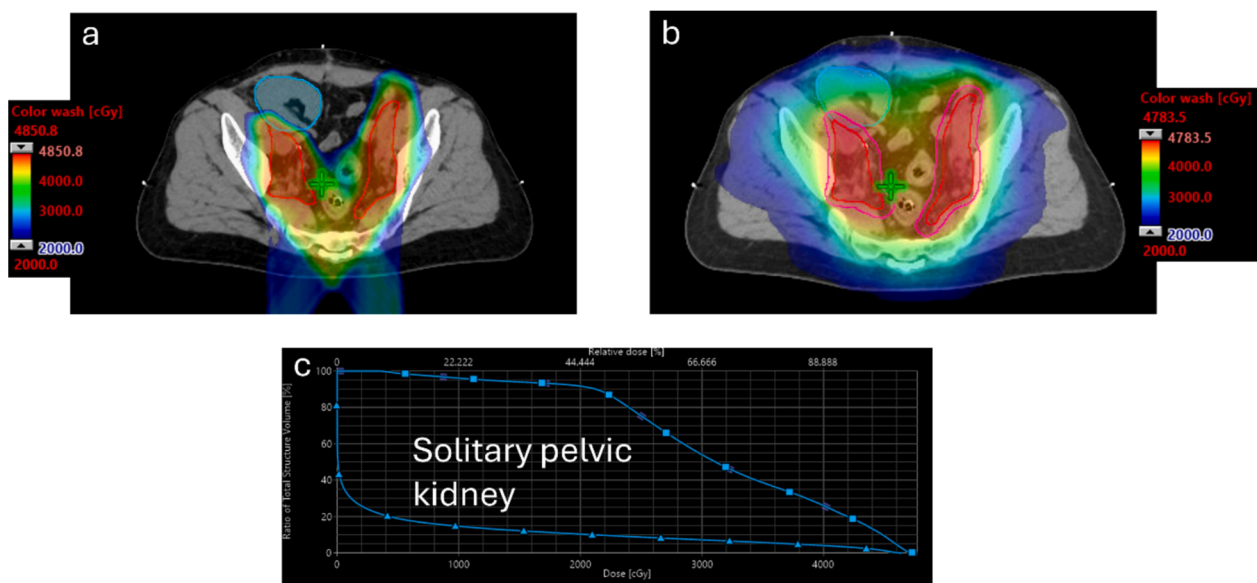 a
Color wash [cGy]
4850.8
4850.8
4000.0
3000.0
2000.0
2000.0
b
Color wash [cGy]
4783.5
4783.5
4000.0
3000.0
2000.0
2000.0
c
Relative dose [%]
0 22.222 44.444 66.666 88.888
Ratio of Total Structure Volume [%]
100
80
60
40
20
0
Solitary pelvic
kidney
0 1000 2000 3000 4000
Dose [cGy]